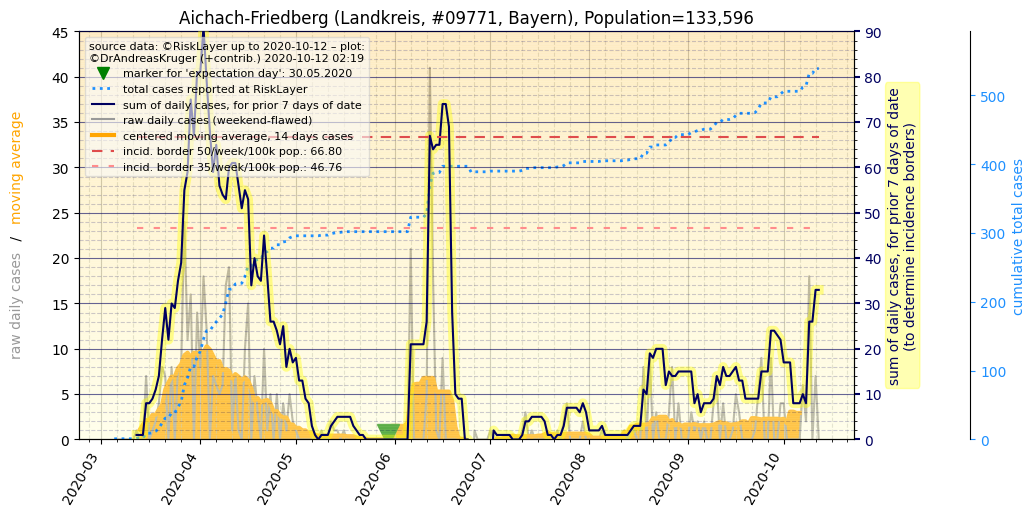 Aichach-Friedberg (Landkreis, #09771, Bayern), Population=133,596
source data: ©RiskLayer up to 2020-10-12 – plot:
©DrAndreasKruger (+contrib.) 2020-10-12 02:19
marker for 'expectation day': 30.05.2020
total cases reported at RiskLayer
sum of daily cases, for prior 7 days of date
raw daily cases (weekend-flawed)
centered moving average, 14 days cases
incid. border 50/week/100k pop.: 66.80
incid. border 35/week/100k pop.: 46.76
raw daily cases / moving average
45
40
35
30
25
20
15
10
5
0
90
80
70
60
50
40
30
20
10
0
sum of daily cases, for prior 7 days of date
(to determine incidence borders)
500
400
300
200
100
0
cumulative total cases
2020-03
2020-04
2020-05
2020-06
2020-07
2020-08
2020-09
2020-10